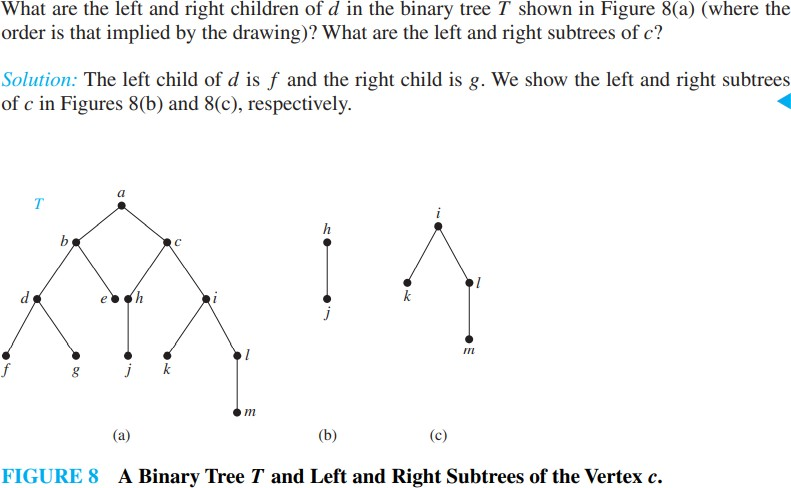 What are the left and right children of d in the binary tree T shown in Figure 8(a) (where the
order is that implied by the drawing)? What are the left and right subtrees of c?
Solution: The left child of d is f and the right child is g. We show the left and right subtrees
of c in Figures 8(b) and 8(c), respectively.
T
a
b
c
d
e
h
i
f
g
j
k
l
m
(a)
h
j
(b)
i
k
l
m
(c)
FIGURE 8 A Binary Tree T and Left and Right Subtrees of the Vertex c.